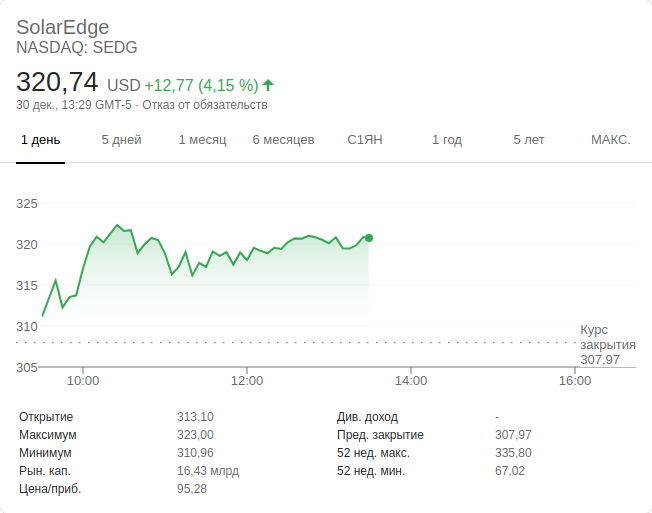 SolarEdge
NASDAQ: SEDG
320,74 USD +12,77 (4,15 %)
30 дек., 13:29 GMT-5 · Отказ от обязательств
1 день 5 дней 1 месяц 6 месяцев С1ЯН 1 год 5 лет МАКС.
325
320
315
310
Курс
закрытия
307,97
305
10:00 12:00 14:00 16:00
Открытие 313,10 Див. доход -
Максимум 323,00 Пред. закрытие 307,97
Минимум 310,96 52 нед. макс. 335,80
Рын. кап. 16,43 млрд 52 нед. мин. 67,02
Цена/приб. 95,28